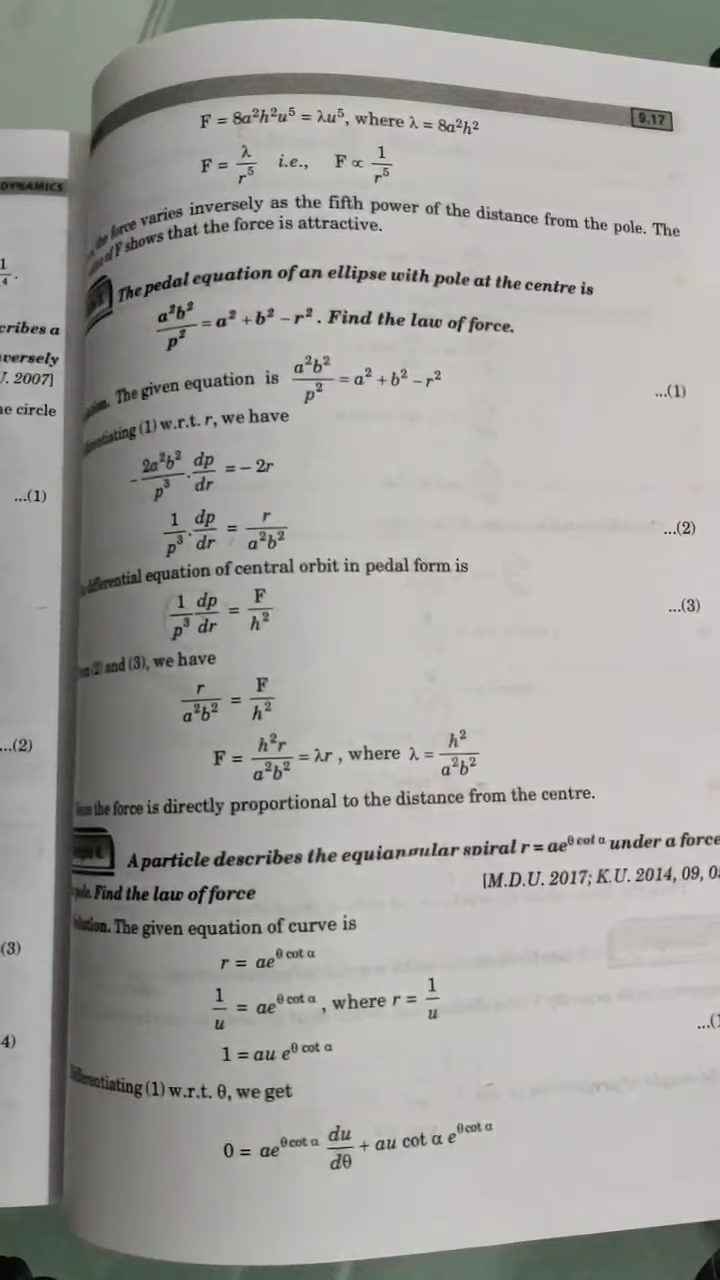 9.17
F = 8a²h²u⁵ = λu⁵, where λ = 8a²h²
F = λ/r⁵ i.e., F ∝ 1/r⁵
the force varies inversely as the fifth power of the distance from the pole. The
of F shows that the force is attractive.
The pedal equation of an ellipse with pole at the centre is
a²b²/p² = a² + b² – r². Find the law of force.
The given equation is a²b²/p² = a² + b² – r² ...(1)
(1) w.r.t. r, we have
– 2a²b²/p³ . dp/dr = – 2r
1/p³ . dp/dr = r/a²b² ...(2)
differential equation of central orbit in pedal form is
1/p³ dp/dr = F/h² ...(3)
(2) and (3), we have
r/a²b² = F/h²
F = h²r/a²b² = λr, where λ = h²/a²b²
the force is directly proportional to the distance from the centre.
A particle describes the equiangular spiral r = ae^(θ cot α) under a force
pole. Find the law of force [M.D.U. 2017; K.U. 2014, 09,
The given equation of curve is
r = ae^(θ cot α)
1/u = ae^(θ cot α), where r = 1/u
1 = au e^(θ cot α) ...(
(1) w.r.t. θ, we get
0 = ae^(θ cot α) du/dθ + au cot α e^(θ cot α)
DYNAMICS
1/4.
cribes a
versely
2007]
circle
...(1)
...(2)
(3)
4)